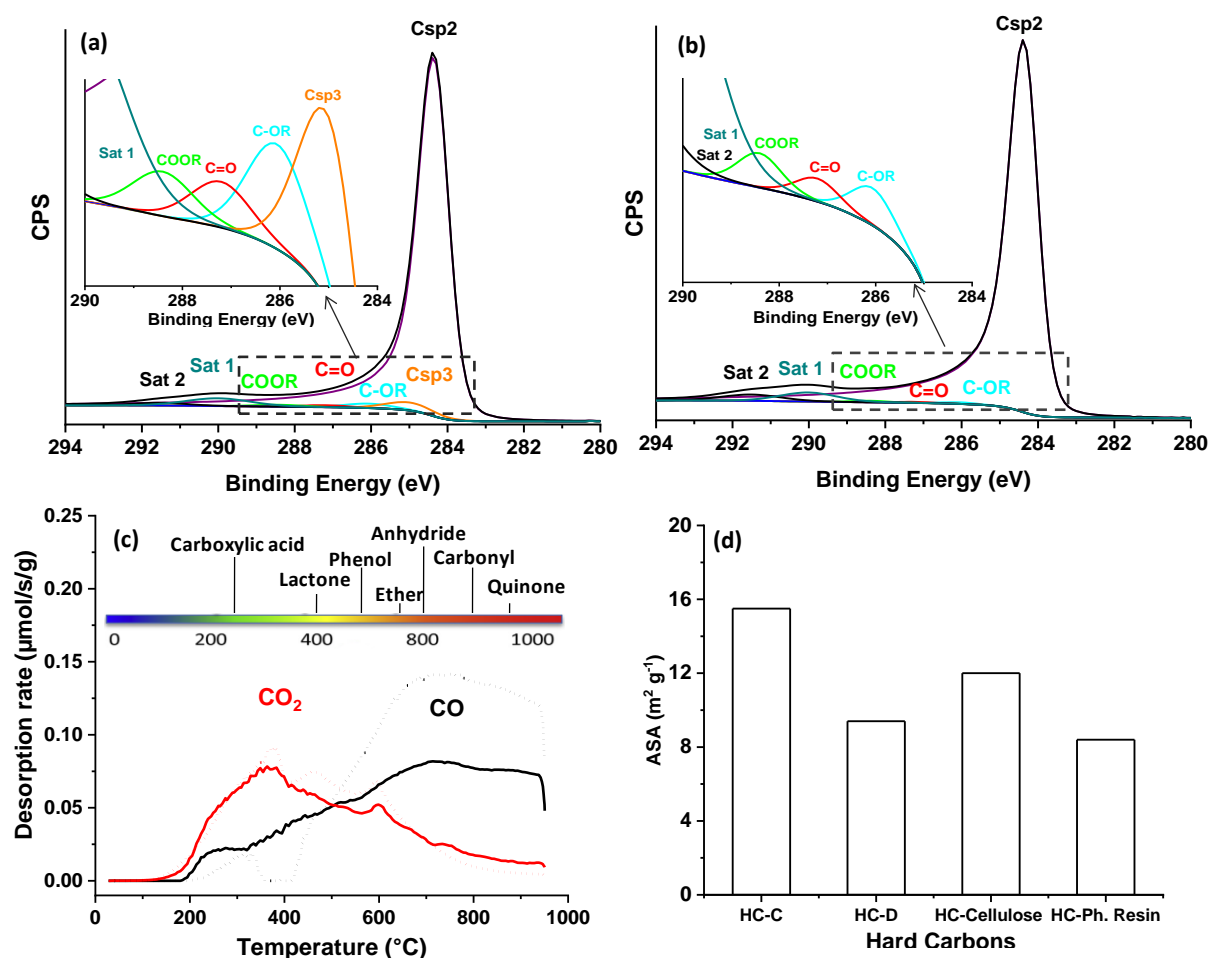 (a)
Csp2
CPS
Csp3
C-OR
C=O
COOR
Sat 1
290
288
286
284
Binding Energy (eV)
Sat 2
Sat 1
COOR
C=O
C-OR
Csp3
294 292 290 288 286 284 282 280
Binding Energy (eV)
(b)
Csp2
CPS
Sat 1
Sat 2
COOR
C=O
C-OR
290
288
286
284
Binding Energy (eV)
Sat 2
Sat 1
COOR
C=O
C-OR
294 292 290 288 286 284 282 280
Binding Energy (eV)
(c)
Desorption rate (µmol/s/g)
0.25
0.20
0.15
0.10
0.05
0.00
Carboxylic acid
Lactone
Phenol
Ether
Anhydride
Carbonyl
Quinone
0 200 400 800 1000
CO2
CO
0 200 400 600 800 1000
Temperature (°C)
(d)
ASA (m² g⁻¹)
20
16
12
8
4
0
HC-C HC-D HC-Cellulose HC-Ph. Resin
Hard Carbons